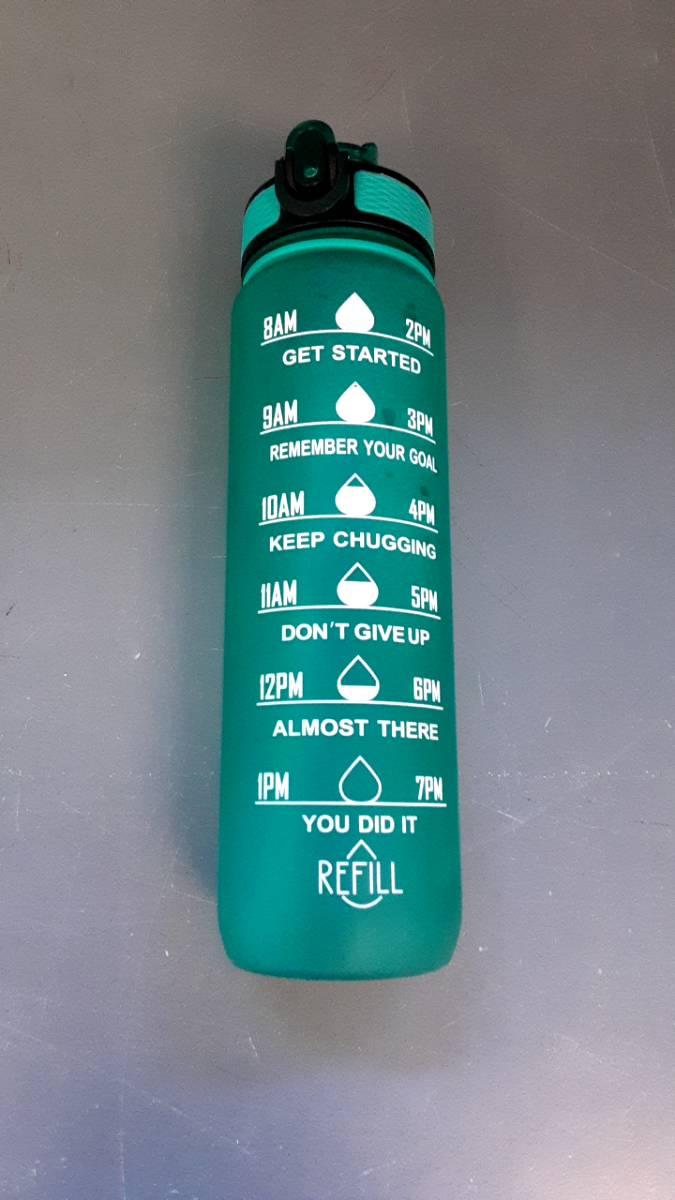 8AM 2PM
GET STARTED
9AM 3PM
REMEMBER YOUR GOAL
10AM 4PM
KEEP CHUGGING
11AM 5PM
DON'T GIVE UP
12PM 6PM
ALMOST THERE
1PM 7PM
YOU DID IT
REFILL